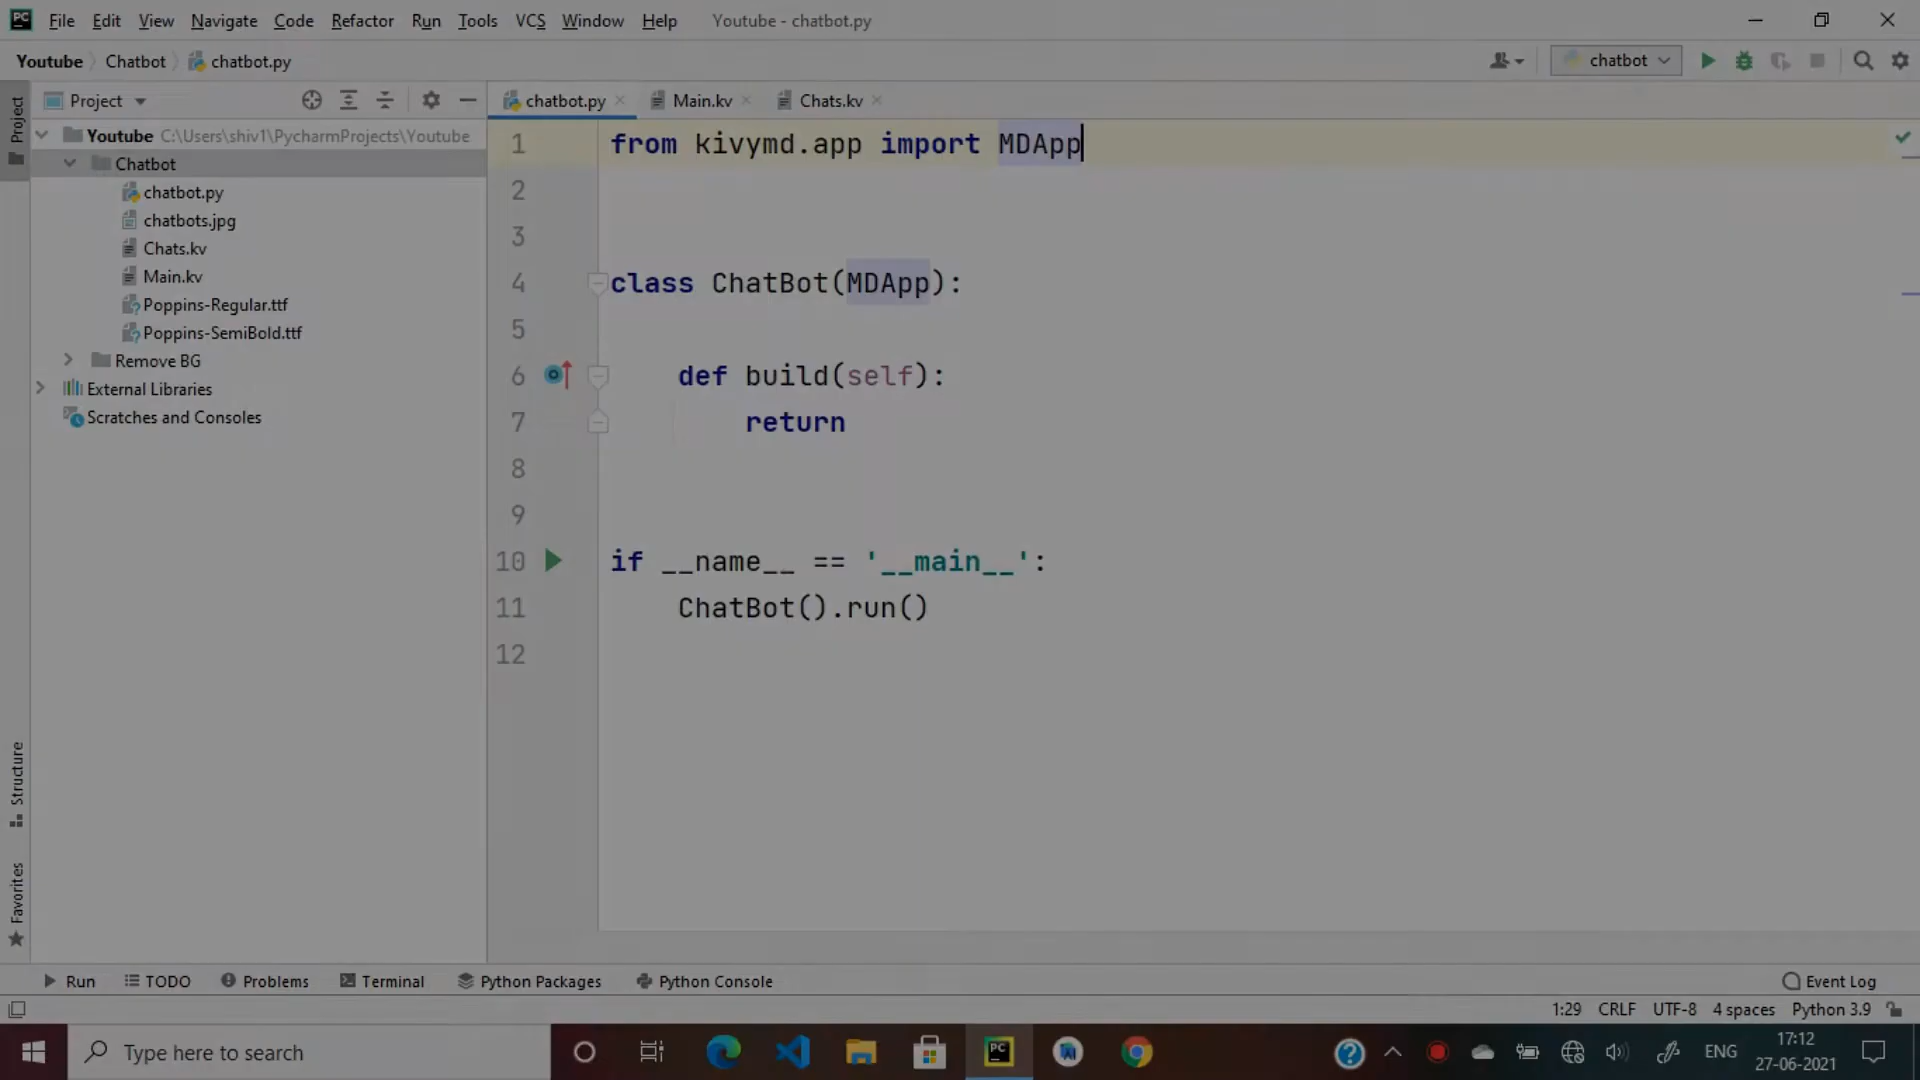 PC File Edit View Navigate Code Refactor Run Tools VCS Window Help Youtube - chatbot.py
Youtube Chatbot chatbot.py chatbot
Project
Project chatbot.py Main.kv Chats.kv
Youtube C:\Users\shiv1\PycharmProjects\Youtube
Chatbot
chatbot.py
chatbots.jpg
Chats.kv
Main.kv
Poppins-Regular.ttf
Poppins-SemiBold.ttf
Remove BG
External Libraries
Scratches and Consoles
1 from kivymd.app import MDApp
2
3
4 class ChatBot(MDApp):
5
6 def build(self):
7 return
8
9
10 if __name__ == '__main__':
11 ChatBot().run()
12
Structure
Favorites
Run TODO Problems Terminal Python Packages Python Console Event Log
1:29 CRLF UTF-8 4 spaces Python 3.9
Type here to search PC ENG 17:12
27-06-2021